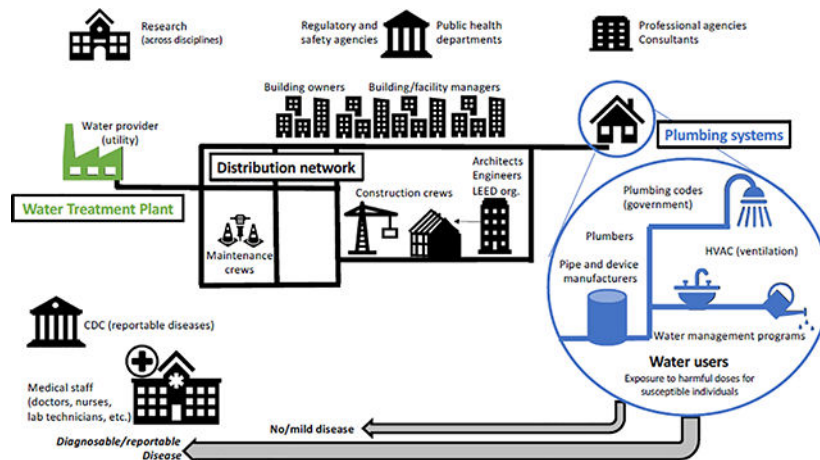 Research
(across disciplines)
Regulatory and
safety agencies
Public health
departments
Professional agencies
Consultants
Building owners
Building/facility managers
Water provider
(utility)
Distribution network
Plumbing systems
Water Treatment Plant
Architects
Engineers
LEED org.
Construction crews
Maintenance
crews
Plumbing codes
(government)
Plumbers
HVAC (ventilation)
Pipe and device
manufacturers
Water management programs
Water users
Exposure to harmful doses for
susceptible individuals
CDC (reportable diseases)
Medical staff
(doctors, nurses,
lab technicians, etc.)
No/mild disease
Diagnosable/reportable
Disease